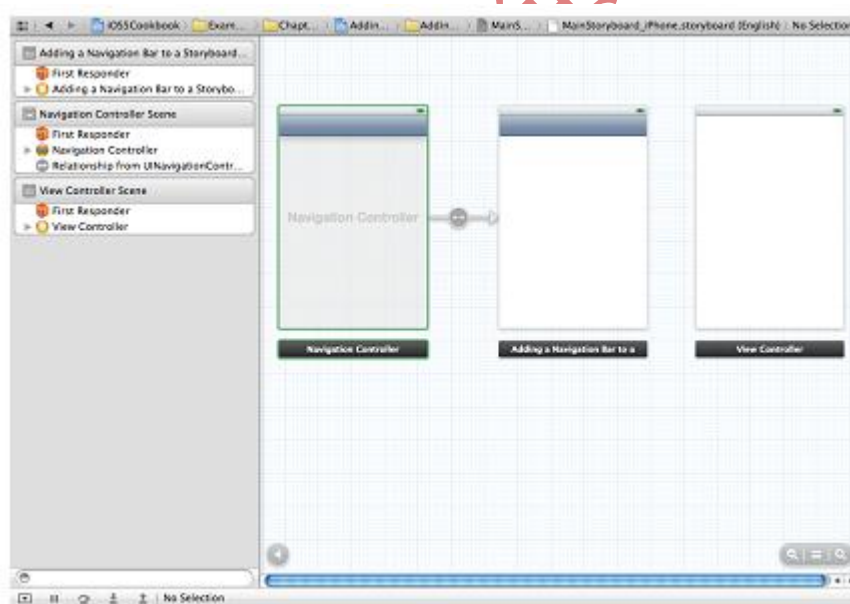 iOS5Cookbook Exam... Chapt... Addin... Addin... MainS... MainStoryboard_iPhone.storyboard (English) No Selection
Adding a Navigation Bar to a Storyboard...
First Responder
Adding a Navigation Bar to a Storybo...
Navigation Controller Scene
First Responder
Navigation Controller
Relationship from UINavigationContr...
View Controller Scene
First Responder
View Controller
Navigation Controller
Navigation Controller
Adding a Navigation Bar to a
View Controller
No Selection